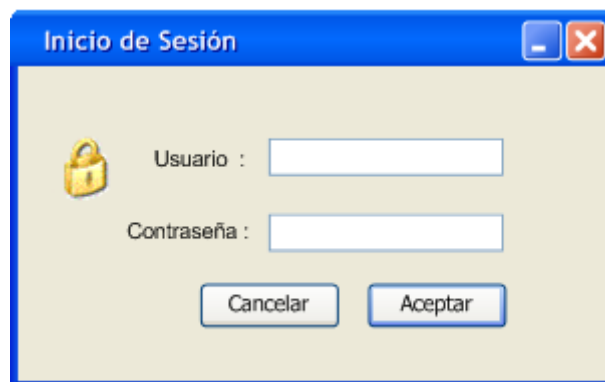 Inicio de Sesión
Usuario :
Contraseña :
Cancelar
Aceptar